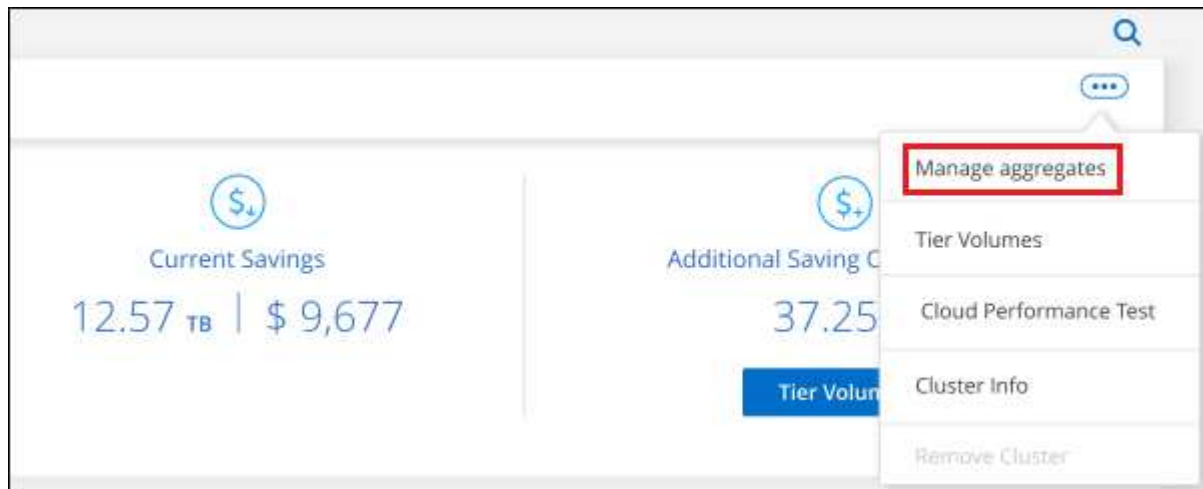 Manage aggregates
Current Savings
12.57 TB | $ 9,677
Additional Saving
37.25
Tier
Tier Volumes
Cloud Performance Test
Cluster Info
Remove Cluster